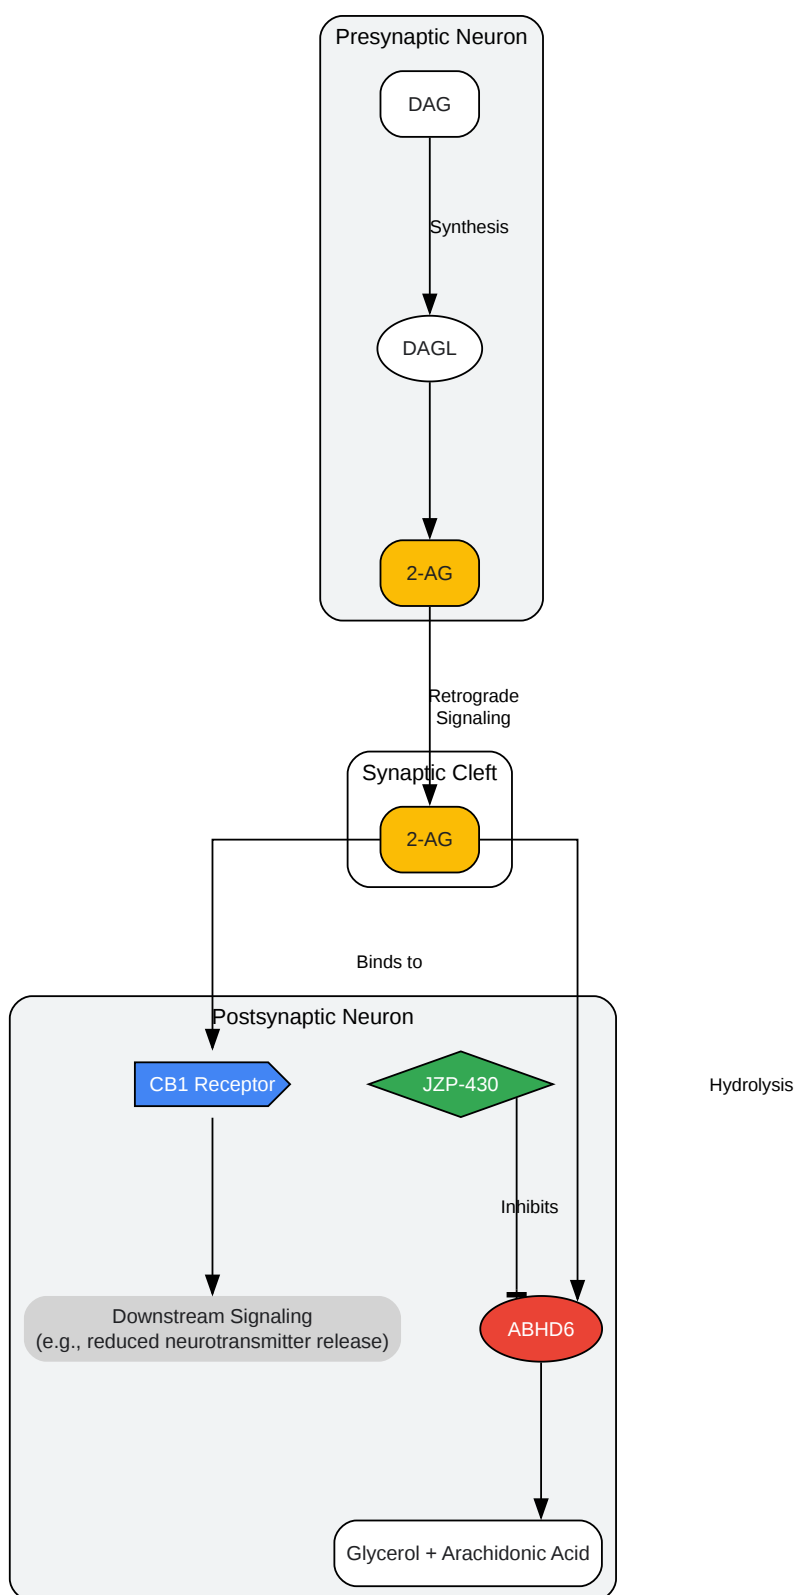 Presynaptic Neuron
DAG
Synthesis
DAGL
2-AG
Retrograde
Signaling
Synaptic Cleft
2-AG
Binds to
Postsynaptic Neuron
CB1 Receptor
JZP-430
Hydrolysis
Inhibits
Downstream Signaling
(e.g., reduced neurotransmitter release)
ABHD6
Glycerol + Arachidonic Acid